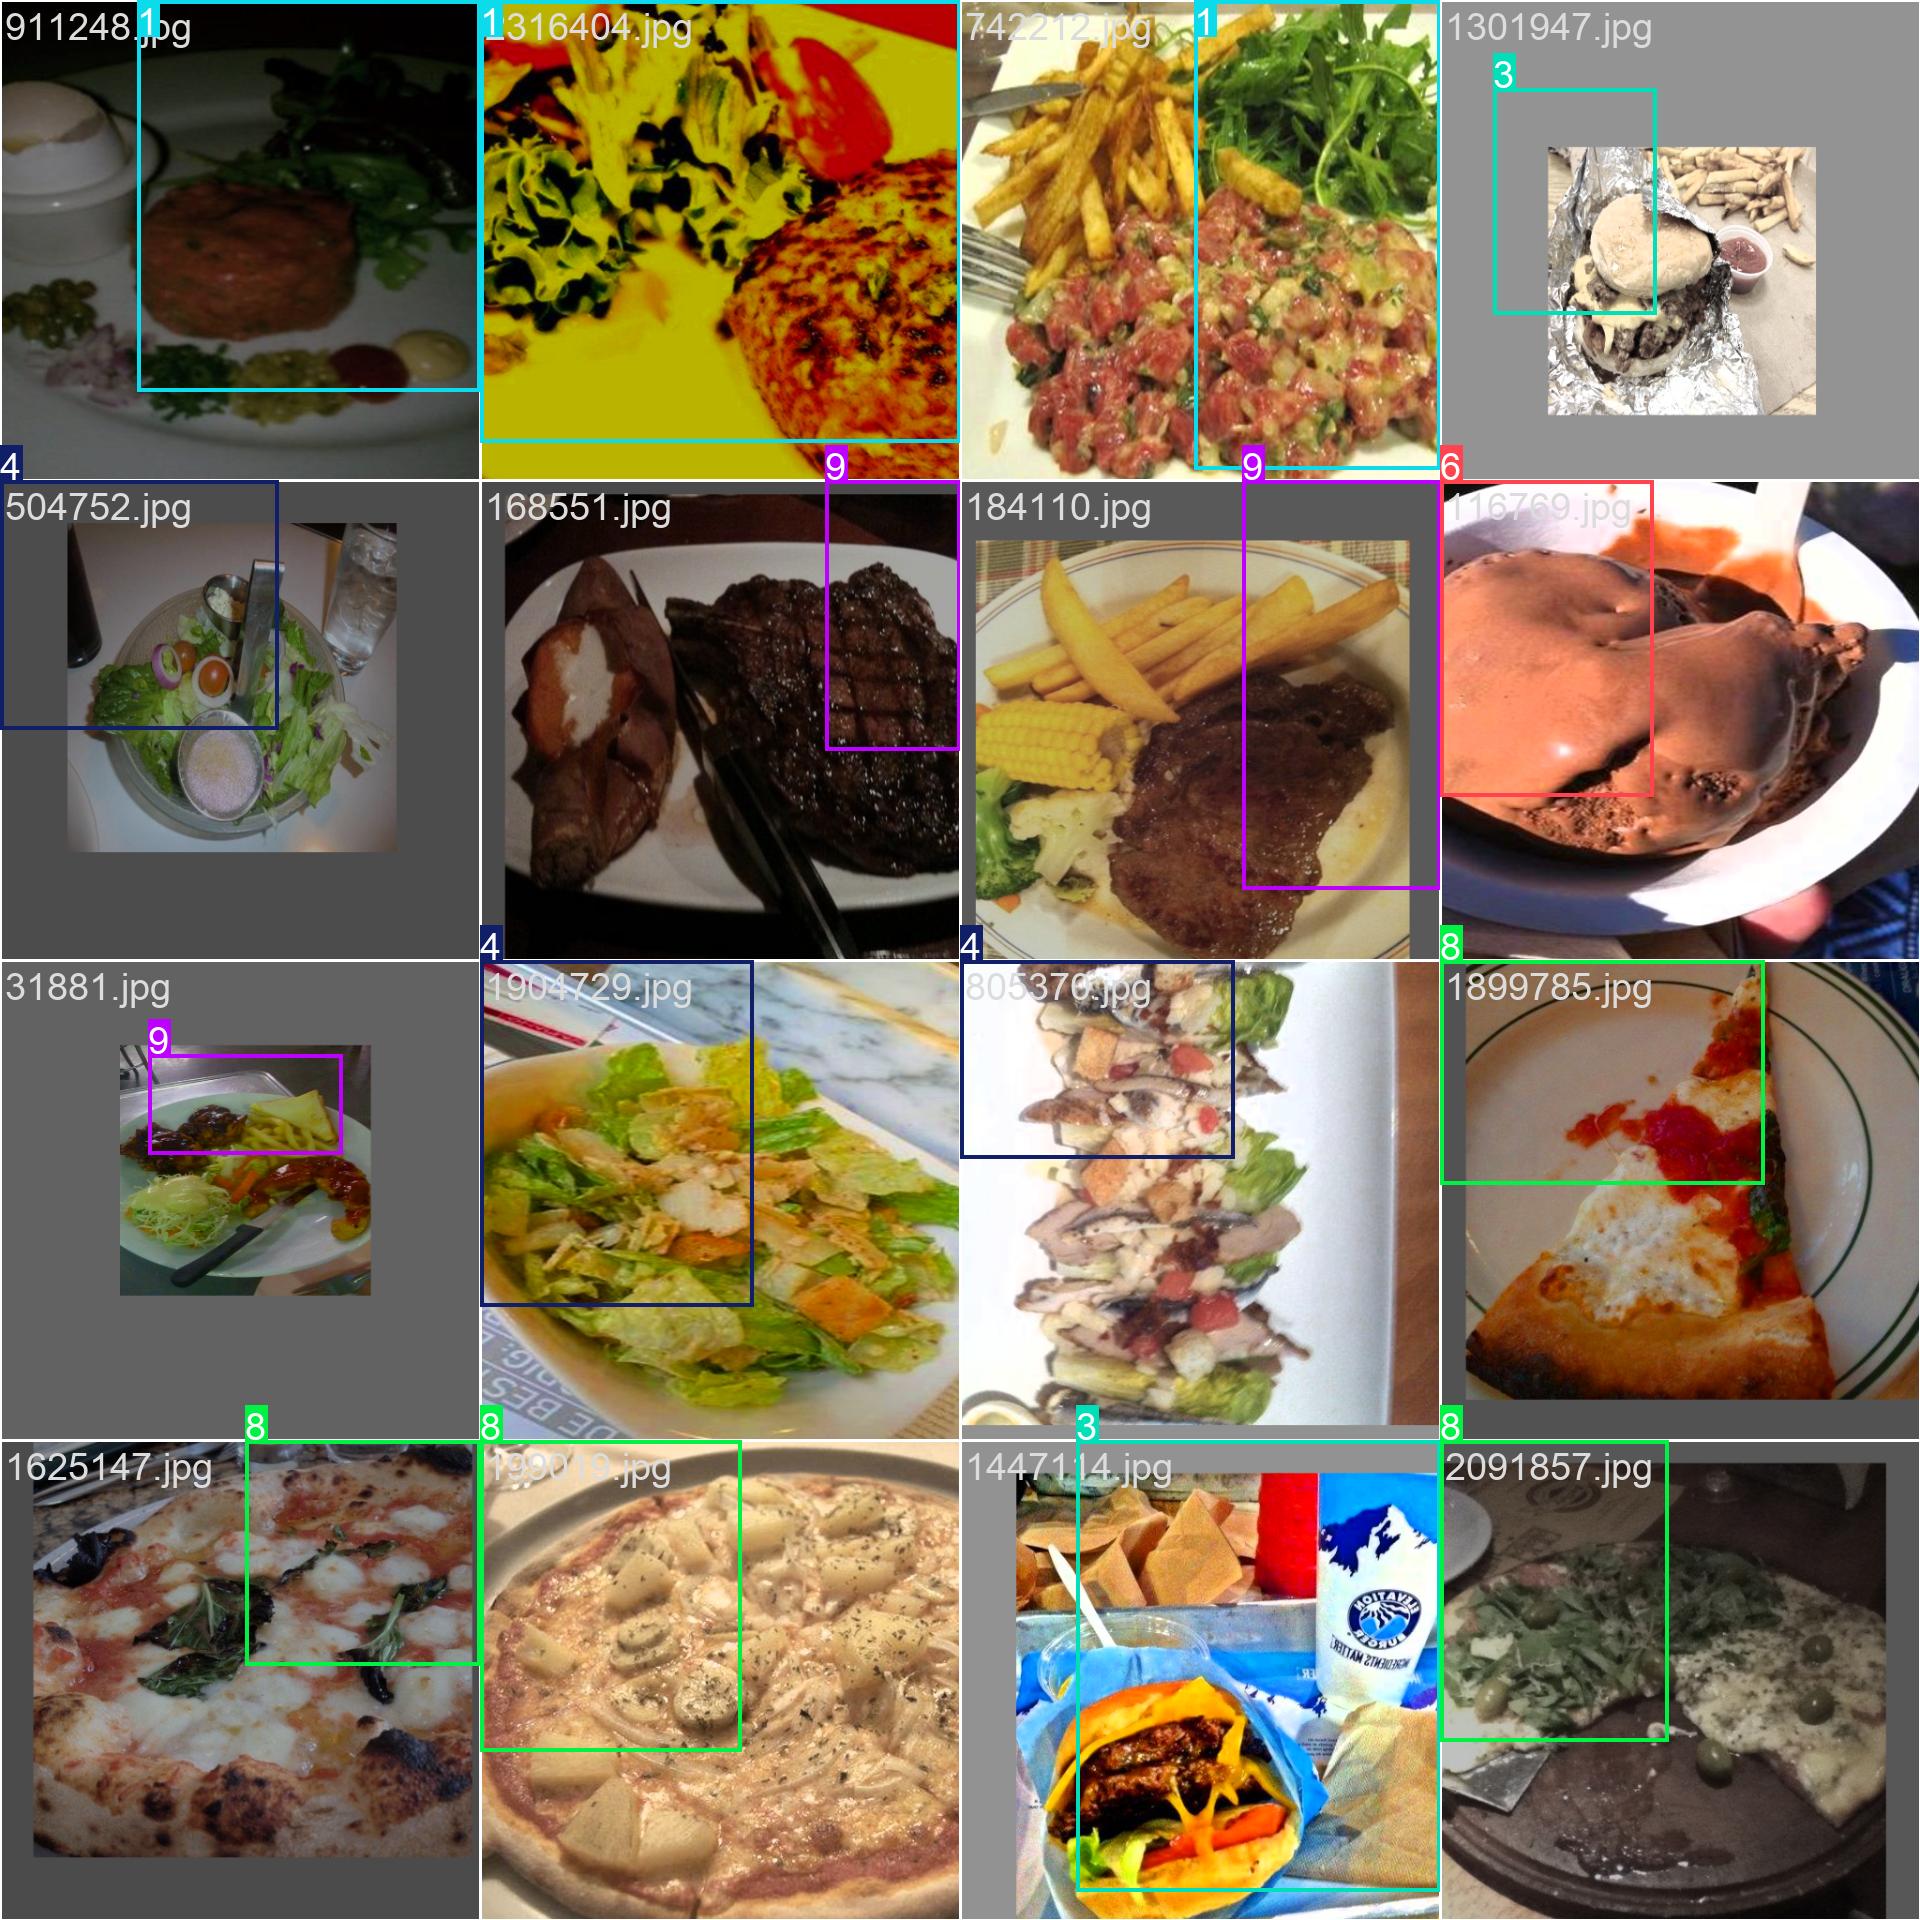 911248.jpg
1
2316404.jpg
1
742212.jpg
1
1301947.jpg
3
504752.jpg
4
168551.jpg
9
184110.jpg
9
116769.jpg
6
31881.jpg
9
1904729.jpg
4
805370.jpg
4
1899785.jpg
8
1625147.jpg
8
199019.jpg
8
1447114.jpg
3
ELEVATION
BURGER
INGREDIENTS MATTER
2091857.jpg
8